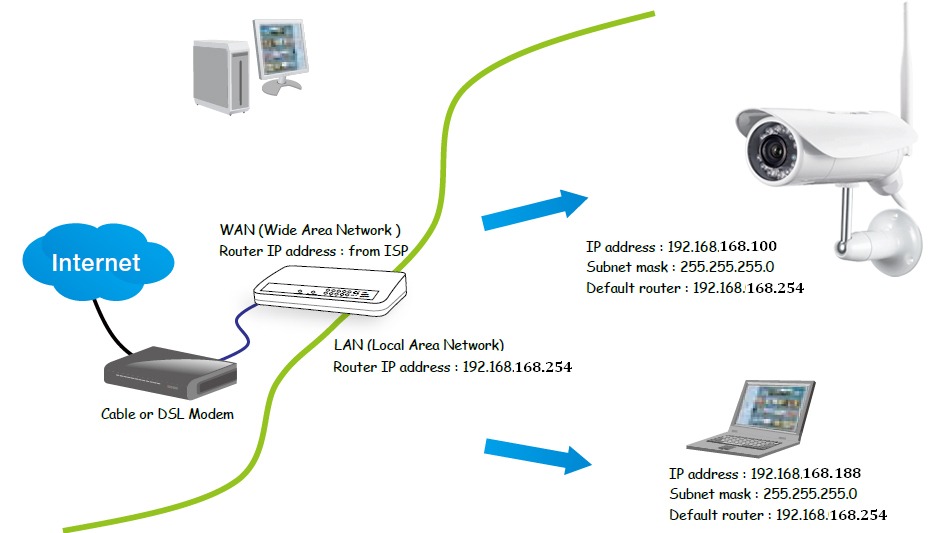 WAN (Wide Area Network )
Router IP address : from ISP
Internet
IP address : 192.168.168.100
Subnet mask : 255.255.255.0
Default router : 192.168.168.254
LAN (Local Area Network)
Router IP address : 192.168.168.254
Cable or DSL Modem
IP address : 192.168.168.188
Subnet mask : 255.255.255.0
Default router : 192.168.168.254